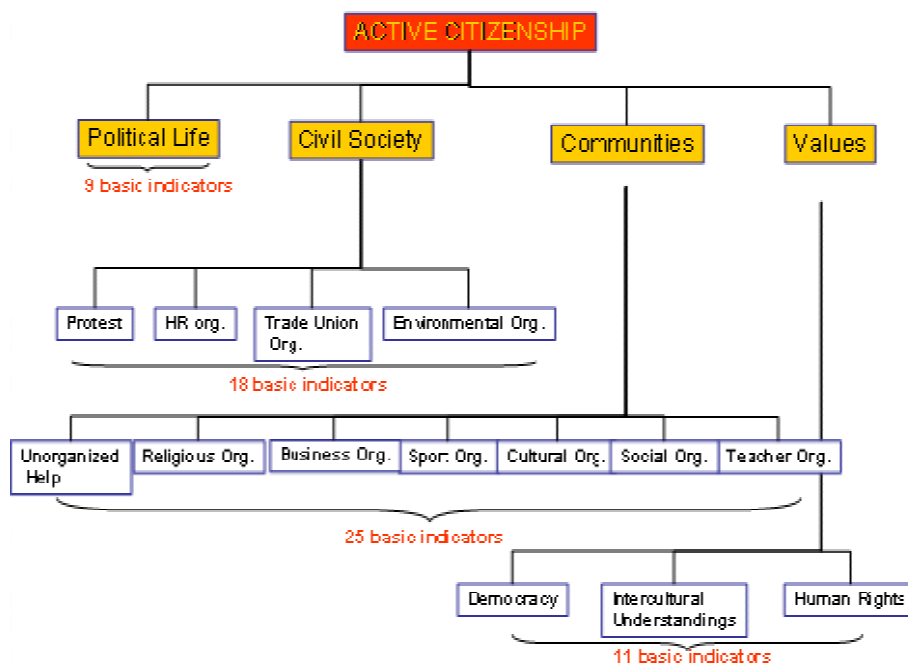 ACTIVE CITIZENSHIP
Political Life
Civil Society
Communities
Values
9 basic indicators
Protest
HR org.
Trade Union
Org.
Environmental Org.
18 basic indicators
Unorganized
Help
Religious Org.
Business Org.
Sport Org.
Cultural Org.
Social Org.
Teacher Org.
25 basic indicators
Democracy
Intercultural
Understandings
Human Rights
11 basic indicators